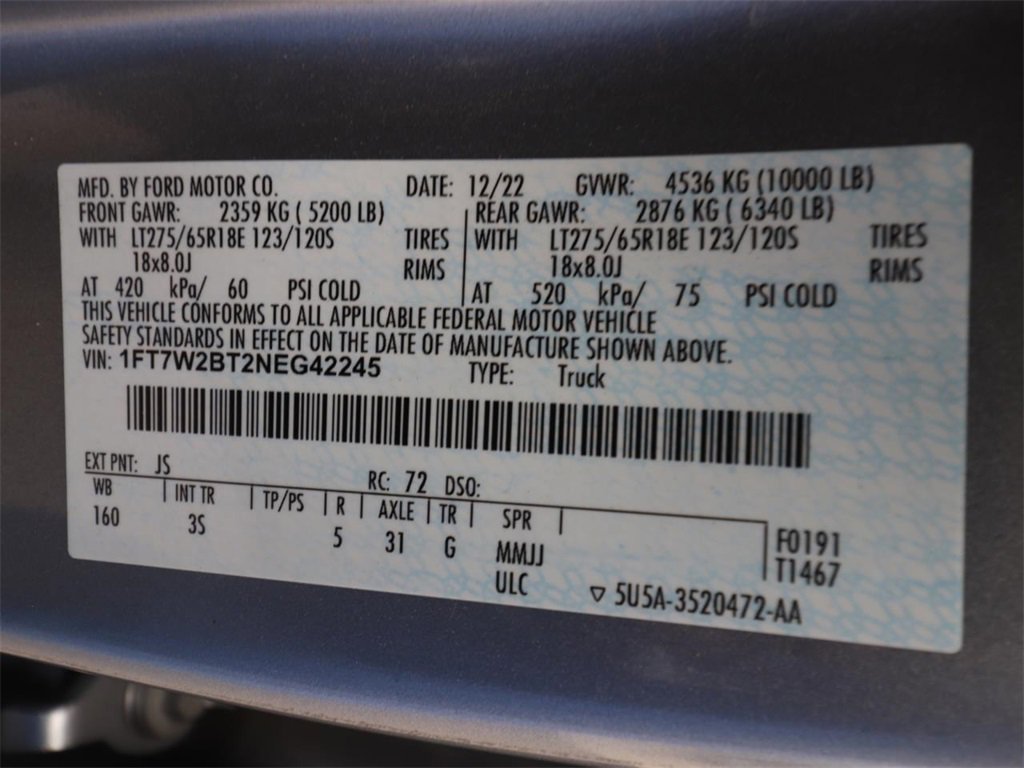 MFD. BY FORD MOTOR CO. DATE: 12/22 GVWR: 4536 KG (10000 LB)
FRONT GAWR: 2359 KG ( 5200 LB) REAR GAWR: 2876 KG ( 6340 LB)
WITH LT275/65R18E 123/120S TIRES WITH LT275/65R18E 123/120S TIRES
18x8.0J RIMS 18x8.0J RIMS
AT 420 kPa/ 60 PSI COLD AT 520 kPa/ 75 PSI COLD
THIS VEHICLE CONFORMS TO ALL APPLICABLE FEDERAL MOTOR VEHICLE
SAFETY STANDARDS IN EFFECT ON THE DATE OF MANUFACTURE SHOWN ABOVE.
VIN: 1FT7W2BT2NEG42245 TYPE: Truck
EXT PNT: JS RC: 72 DSO:
WB INT TR TP/PS R AXLE TR SPR
160 3S 5 31 G MMJJ F0191
ULC T1467
▽ 5U5A-3520472-AA